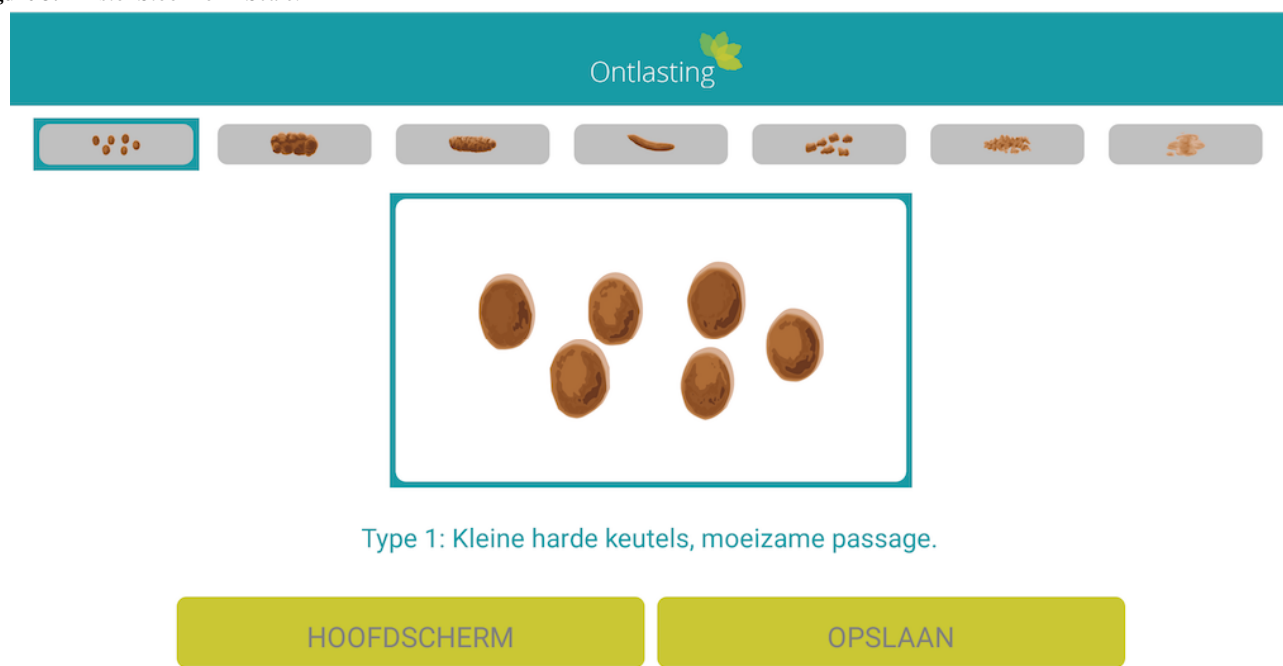 Ontlasting
Type 1: Kleine harde keutels, moeizame passage.
HOOFDSCHERM
OPSLAAN